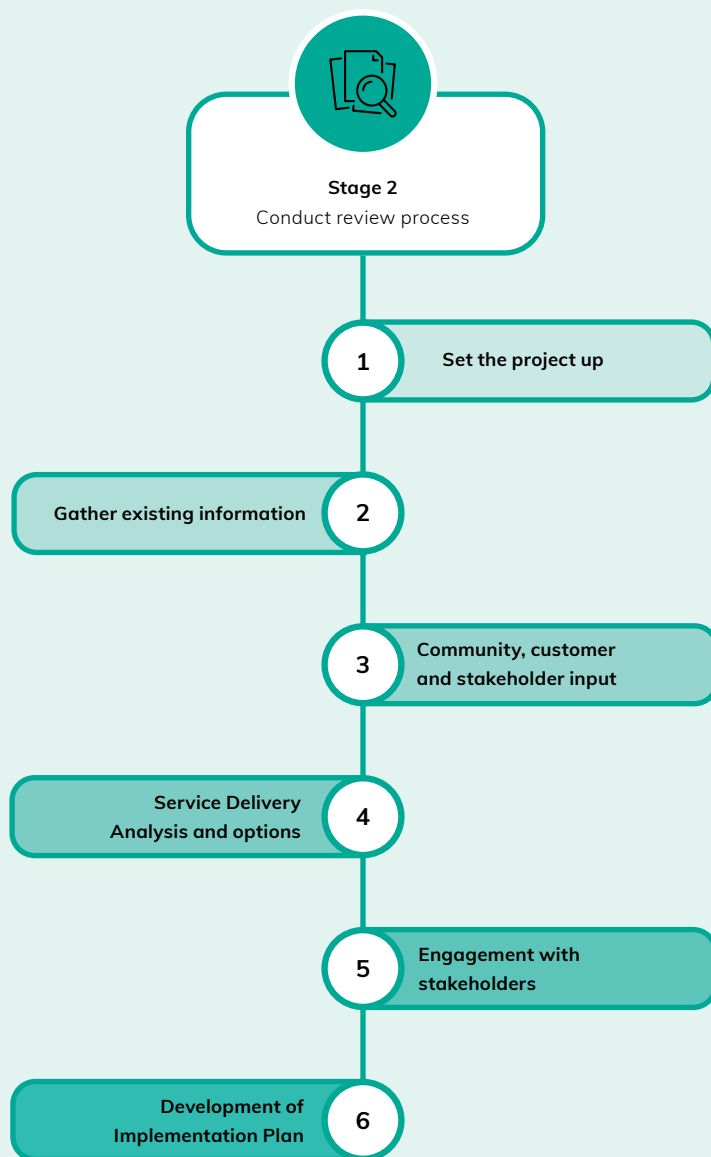 Stage 2
Conduct review process
1
Set the project up
Gather existing information
2
3
Community, customer
and stakeholder input
Service Delivery
Analysis and options
4
5
Engagement with
stakeholders
Development of
Implementation Plan
6